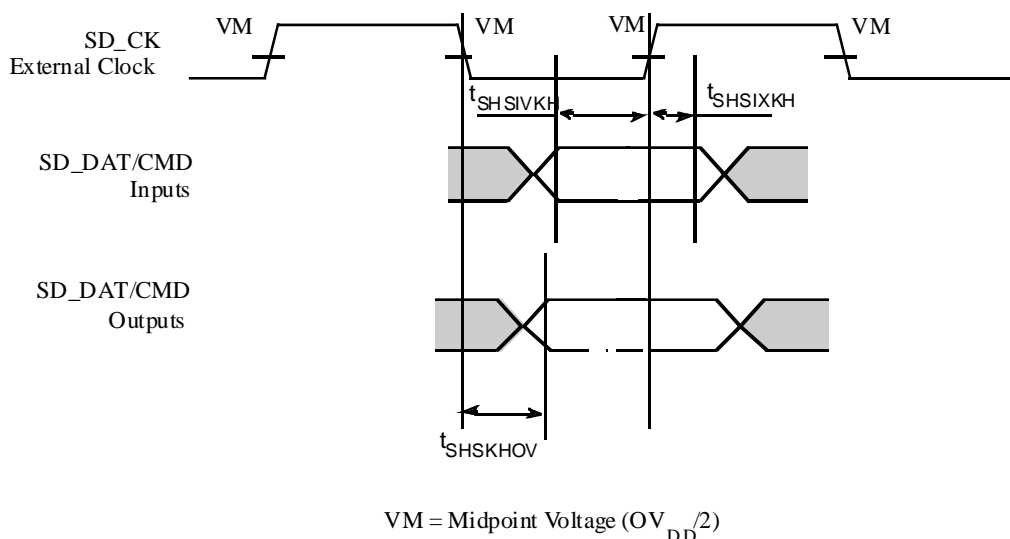 VM VM VM VM
SD_CK
External Clock
tSHSIVKH tSHSIXKH
SD_DAT/CMD
Inputs
SD_DAT/CMD
Outputs
tSHSKHOV
VM = Midpoint Voltage (OVDD/2)